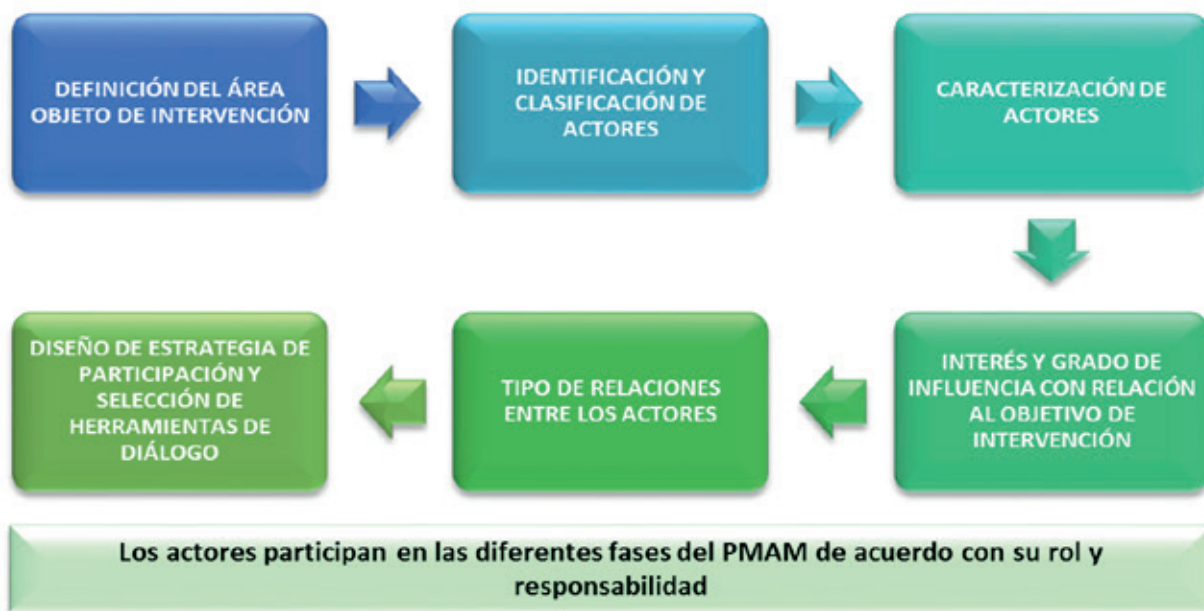 DEFINICIÓN DEL ÁREA
OBJETO DE INTERVENCIÓN
IDENTIFICACIÓN Y
CLASIFICACIÓN DE
ACTORES
CARACTERIZACIÓN DE
ACTORES
INTERÉS Y GRADO DE
INFLUENCIA CON RELACIÓN
AL OBJETIVO DE
INTERVENCIÓN
TIPO DE RELACIONES
ENTRE LOS ACTORES
DISEÑO DE ESTRATEGIA DE
PARTICIPACIÓN Y
SELECCIÓN DE
HERRAMIENTAS DE
DIÁLOGO
Los actores participan en las diferentes fases del PMAM de acuerdo con su rol y
responsabilidad